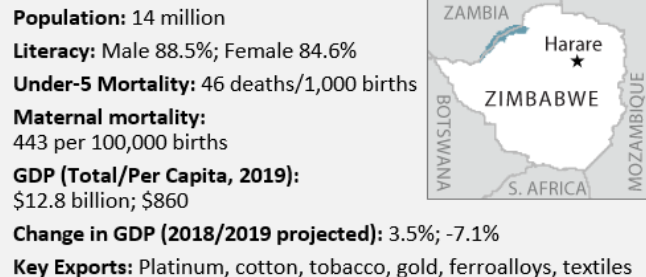 Population: 14 million
Literacy: Male 88.5%; Female 84.6%
Under-5 Mortality: 46 deaths/1,000 births
Maternal mortality:
443 per 100,000 births
GDP (Total/Per Capita, 2019):
$12.8 billion; $860
Change in GDP (2018/2019 projected): 3.5%; -7.1%
Key Exports: Platinum, cotton, tobacco, gold, ferroalloys, textiles
ZAMBIA
Harare
ZIMBABWE
BOTSWANA
MOZAMBIQUE
S. AFRICA